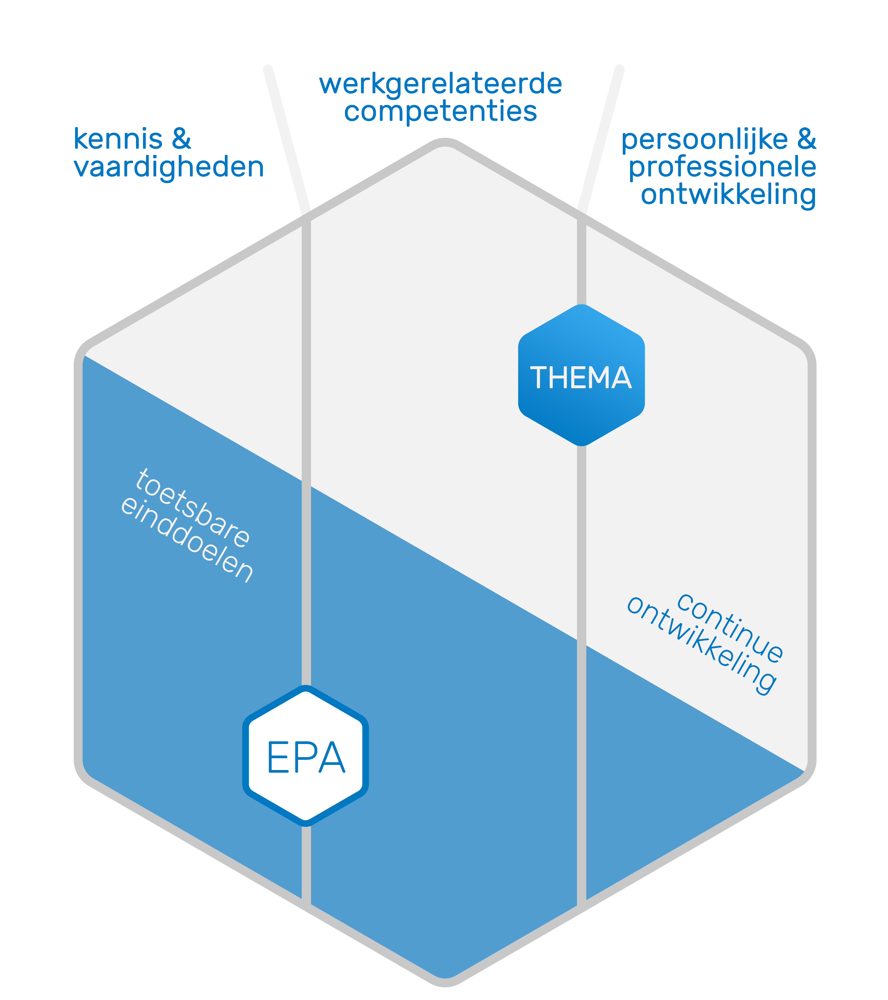 kennis &
vaardigheden
werkgerelateerde
competenties
persoonlijke &
professionele
ontwikkeling
THEMA
toetsbare
einddoelen
continue
ontwikkeling
EPA